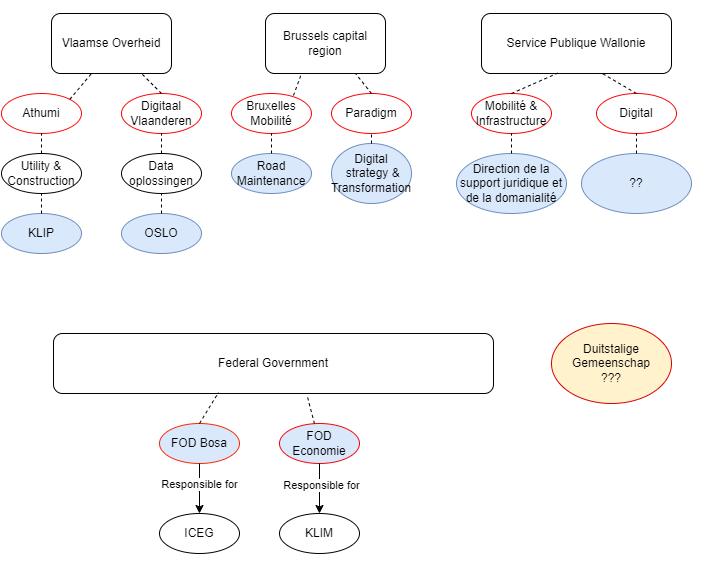 Vlaamse Overheid
Brussels capital
region
Service Publique Wallonie
Athumi
Digitaal
Vlaanderen
Bruxelles
Mobilité
Paradigm
Mobilité &
Infrastructure
Digital
Utility &
Construction
Data
oplossingen
Road
Maintenance
Digital
strategy &
Transformation
Direction de la
support juridique et
de la domanialité
??
KLIP
OSLO
Federal Government
Duitstalige
Gemeenschap
???
FOD Bosa
FOD
Economie
Responsible for
Responsible for
ICEG
KLIM